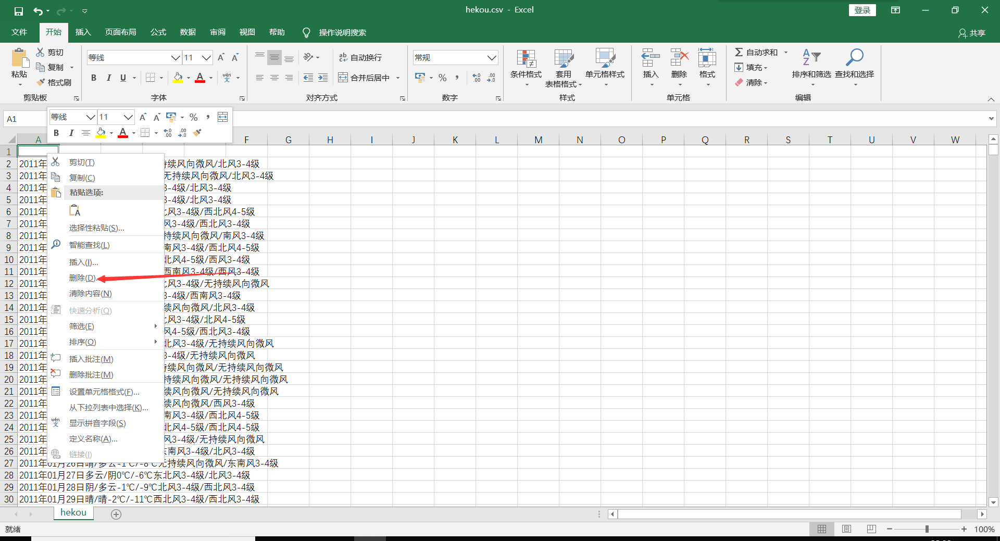 hekou.csv - Excel
登录
文件 开始 插入 页面布局 公式 数据 审阅 视图 帮助 操作说明搜索 共享
粘贴 剪切 复制 格式刷 剪贴板
等线 11 B I U A wén 文 字体
ab 自动换行 合并后居中 对齐方式
常规 % , 数字
条件格式 套用 表格格式 单元格样式 样式
插入 删除 格式 单元格
自动求和 填充 清除 排序和筛选 查找和选择 编辑
A1
等线 11 A A % ,
B I A
A F G H I J K L M N O P Q R S T U V W
1
2 2011年 持续风向微风/北风3-4级
3 2011年 无持续风向微风/北风3-4级
4 2011年 3-4级/北风3-4级
5 2011年 3-4级/北风3-4级
6 2011年 北风3-4级/西北风4-5级
7 2011年 风3-4级/西北风3-4级
8 2011年 持续风向微风/南风3-4级
9 2011年 南风3-4级/西北风4-5级
10 2011年 北风4-5级/西风3-4级
11 2011年 西南风3-4级/西风3-4级
12 2011年 北风3-4级/无持续风向微风
13 2011年 3-4级/西南风3-4级
14 2011年 续风向微风/北风3-4级
15 2011年 北风3-4级/北风4-5级
16 2011年 风4-5级/西北风3-4级
17 2011年 北风3-4级/无持续风向微风
18 2011年 3-4级/无持续风向微风
19 2011年 持续风向微风/无持续风向微风
20 2011年 持续风向微风/无持续风向微风
21 2011年 续风向微风/无持续风向微风
22 2011年 续风向微风/西风3-4级
23 2011年 南风3-4级/西北风4-5级
24 2011年 北风4-5级/西北风4-5级
25 2011年 风3-4级/无持续风向微风
26 2011年 东南风3-4级/北风3-4级
27 2011年01月26日晴/多云-1℃/-8℃无持续风向微风/东南风3-4级
28 2011年01月27日多云/阴0℃/-6℃东北风3-4级/北风3-4级
29 2011年01月28日阴/多云-1℃/-9℃北风3-4级/西北风3-4级
30 2011年01月29日晴/晴-2℃/-11℃西北风3-4级/西北风3-4级
剪切(T)
复制(C)
粘贴选项:
选择性粘贴(S)...
智能查找(L)
插入(I)...
删除(D)
清除内容(N)
快速分析(Q)
筛选(E)
排序(O)
插入批注(M)
删除批注(M)
设置单元格格式(F)...
从下拉列表中选择(K)...
wén 文 显示拼音字段(S)
定义名称(A)...
链接(I)
hekou
就绪
100%